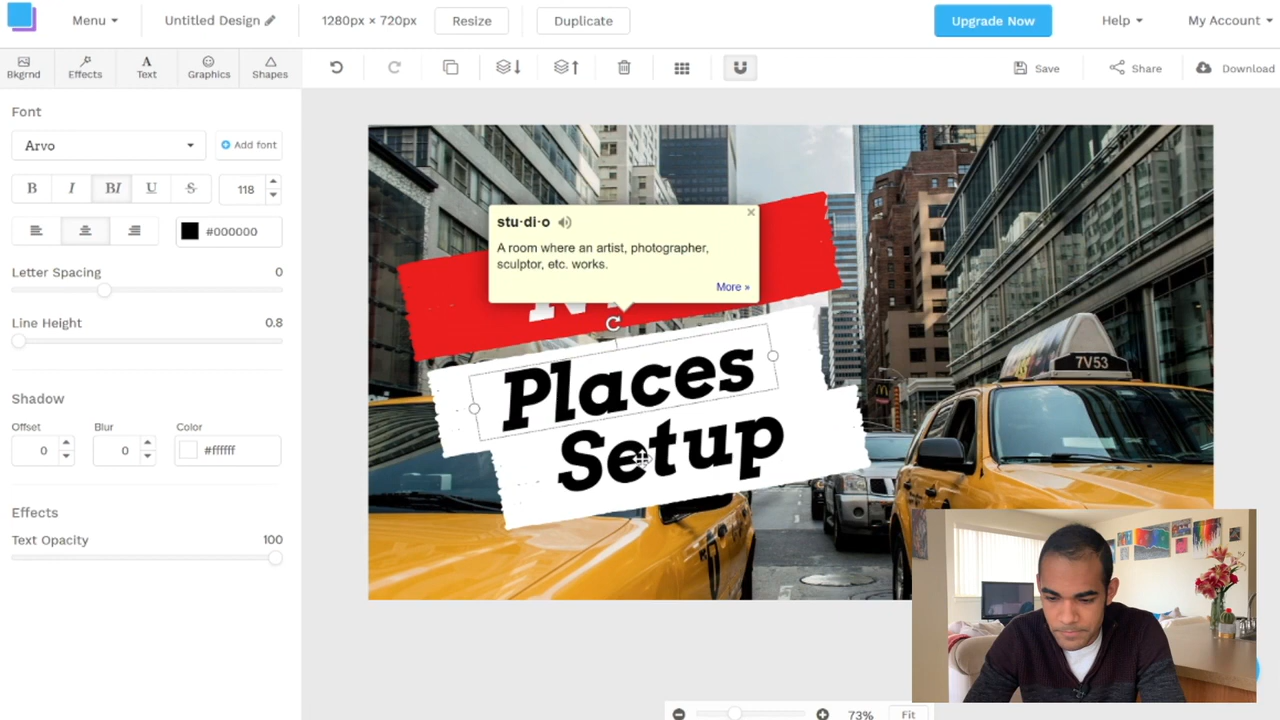 Menu Untitled Design 1280px × 720px Resize Duplicate Upgrade Now Help My Account
Bkgrnd Effects Text Graphics Shapes Save Share Download
Font
Arvo Add font
B I BI U S 118
#000000
Letter Spacing 0
Line Height 0.8
Shadow
Offset Blur Color
0 0 #ffffff
Effects
Text Opacity 100
stu·di·o
A room where an artist, photographer,
sculptor, etc. works.
More »
Places
Setup
7V53
73% Fit